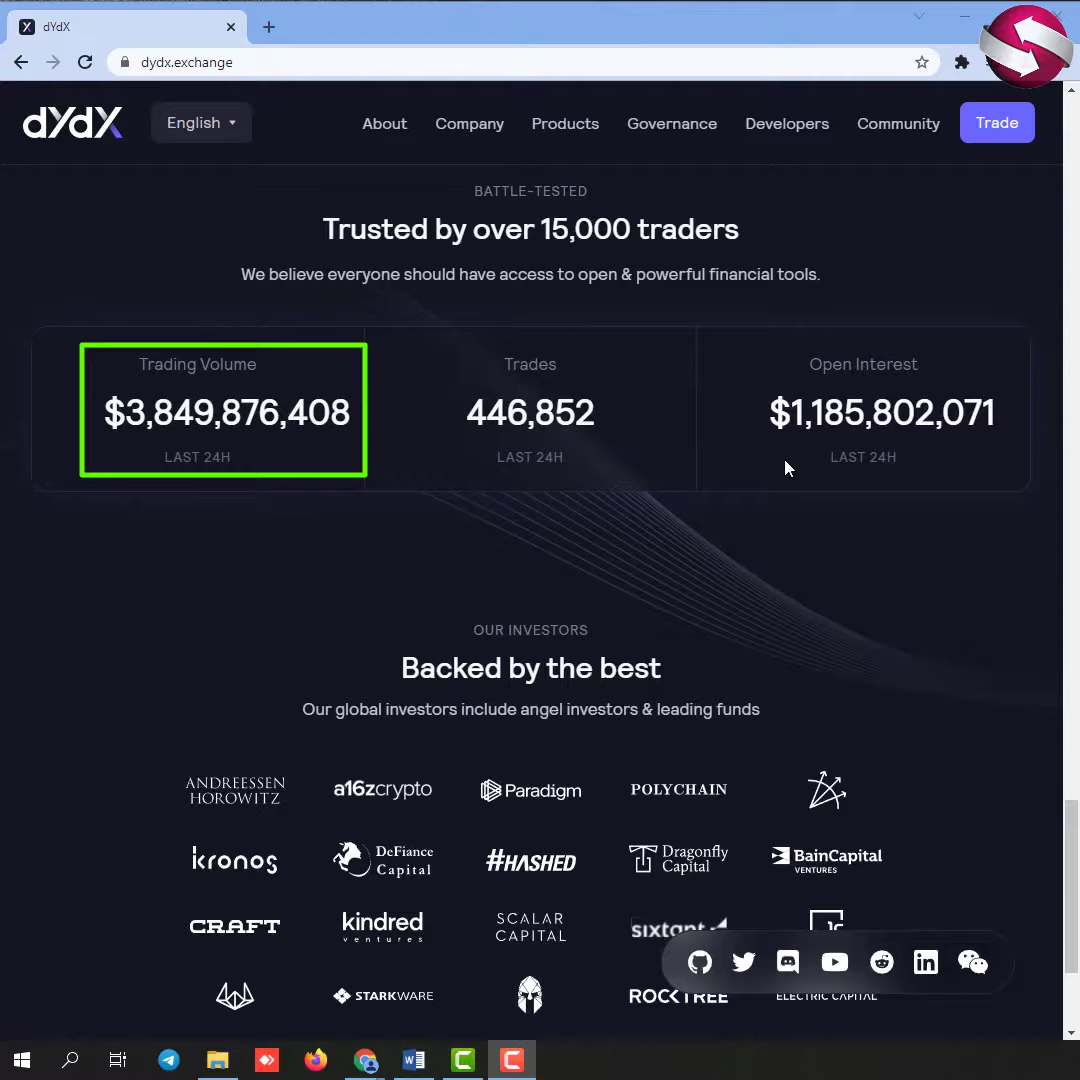 dYdX
dydx.exchange
dYdX
English
About
Company
Products
Governance
Developers
Community
Trade
BATTLE-TESTED
Trusted by over 15,000 traders
We believe everyone should have access to open & powerful financial tools.
Trading Volume
$3,849,876,408
LAST 24H
Trades
446,852
LAST 24H
Open Interest
$1,185,802,071
LAST 24H
OUR INVESTORS
Backed by the best
Our global investors include angel investors & leading funds
ANDREESSEN
HOROWITZ
a16zcrypto
Paradigm
POLYCHAIN
kronos
DeFiance
Capital
#HASHED
Dragonfly
Capital
BainCapital
VENTURES
CRAFT
kindred
ventures
SCALAR
CAPITAL
sixtant
STARKWARE
ROCKTREE
ELECTRIC CAPITAL